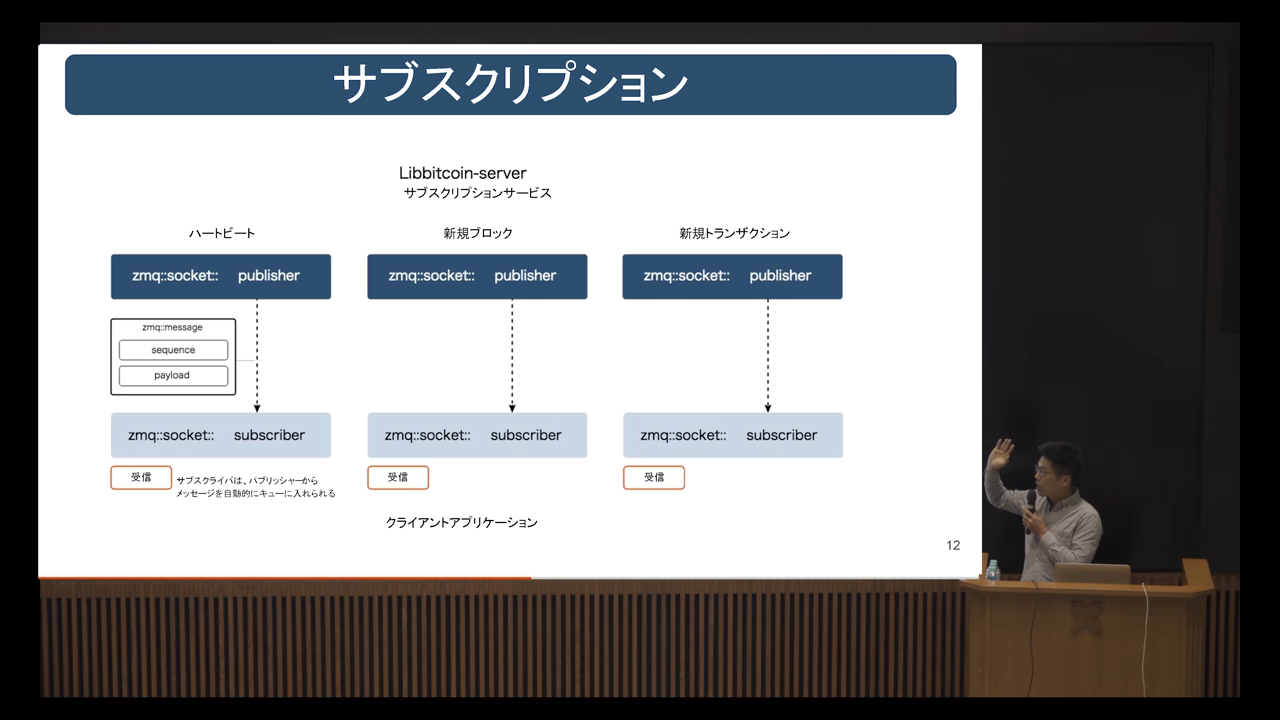 サブスクリプション
Libbitcoin-server
サブスクリプションサービス
ハートビート
新規ブロック
新規トランザクション
zmq::socket:: publisher
zmq::socket:: publisher
zmq::socket:: publisher
zmq::message
sequence
payload
zmq::socket:: subscriber
zmq::socket:: subscriber
zmq::socket:: subscriber
受信
サブスクライバは、パブリッシャーから
メッセージを自動的にキューに入れられる
受信
受信
クライアントアプリケーション
12